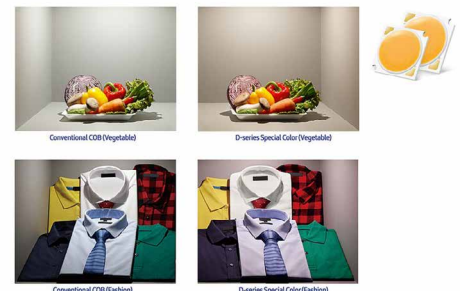 Conventional COB (Vegetable)
D-series Special Color (Vegetable)
Conventional COB (Fashion)
D-series Special Color (Fashion)